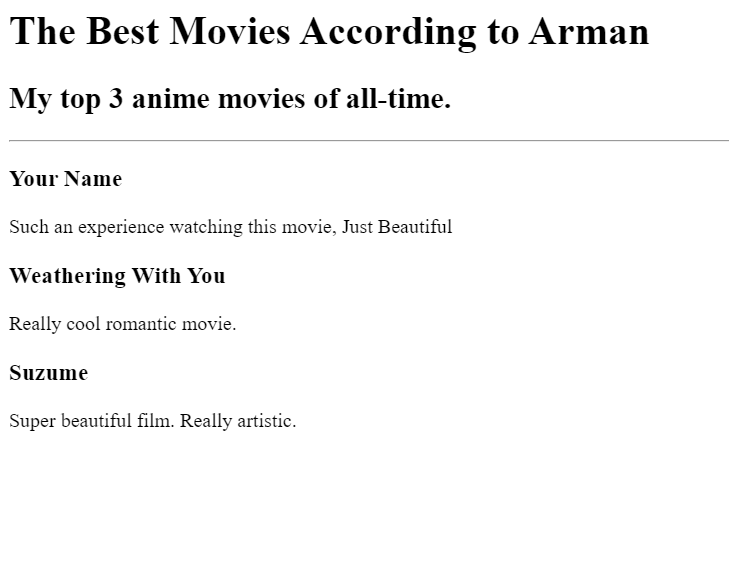 The Best Movies According to Arman
My top 3 anime movies of all-time.
Your Name
Such an experience watching this movie, Just Beautiful
Weathering With You
Really cool romantic movie.
Suzume
Super beautiful film. Really artistic.